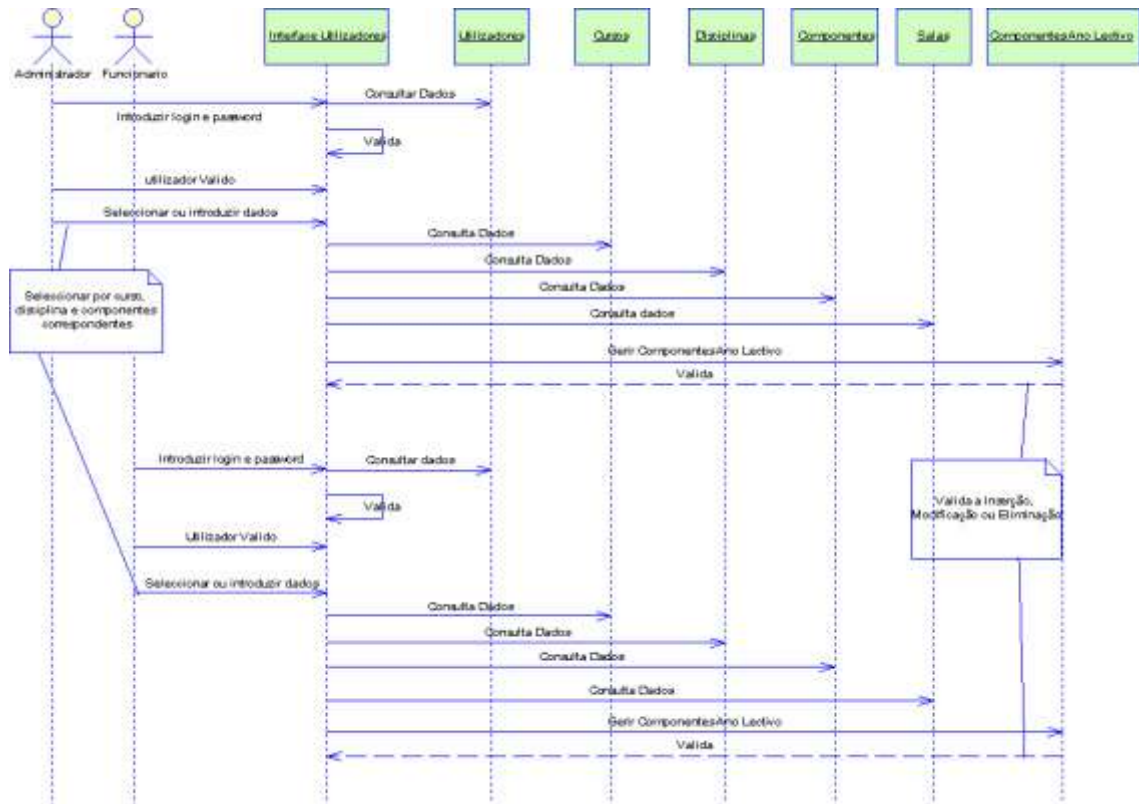 Interface Utilizadores
Utilizadores
Cursos
Disciplinas
Componentes
Salas
ComponentesAno Lectivo
Administrador
Funcionario
Consultar Dados
Introduzir login e password
Valida
utilizador Valido
Seleccionar ou introduzir dados
Consulta Dados
Consulta Dados
Seleccionar por curso,
disciplina e componentes
correspondentes
Consulta Dados
Consulta dados
Gerir ComponentesAno Lectivo
Valida
Introduzir login e password
Consultar dados
Valida
Valida a Inserção,
Modificação ou Eliminação
Utilizador Valido
Seleccionar ou introduzir dados
Consulta Dados
Consulta Dados
Consulta Dados
Consulta Dados
Gerir ComponentesAno Lectivo
Valida